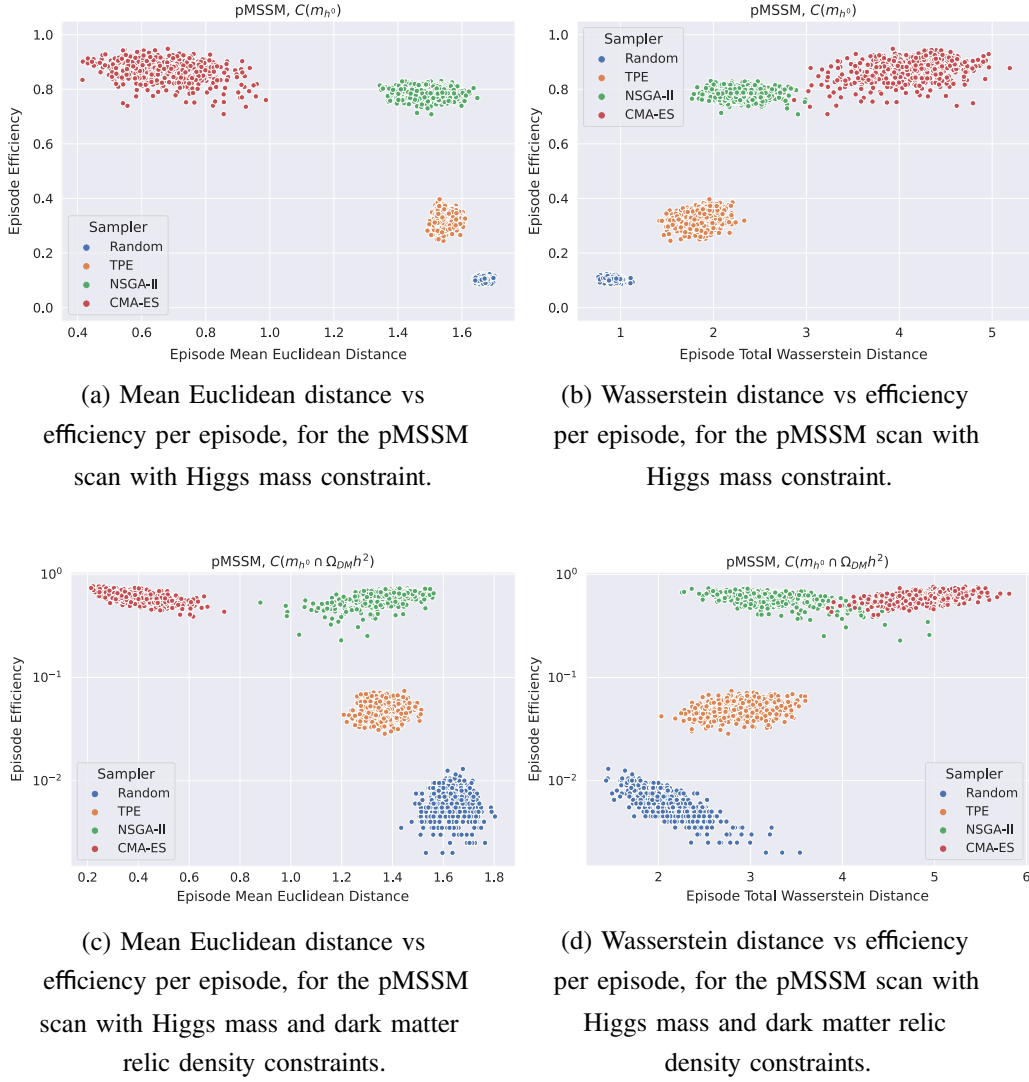 pMSSM, C(m_{h^0})
1.0
0.8
0.6
0.4
0.2
0.0
Episode Efficiency
Sampler
Random
TPE
NSGA-II
CMA-ES
0.4 0.6 0.8 1.0 1.2 1.4 1.6
Episode Mean Euclidean Distance
(a) Mean Euclidean distance vs
efficiency per episode, for the pMSSM
scan with Higgs mass constraint.
pMSSM, C(m_{h^0})
1.0
0.8
0.6
0.4
0.2
0.0
Episode Efficiency
Sampler
Random
TPE
NSGA-II
CMA-ES
1 2 3 4 5
Episode Total Wasserstein Distance
(b) Wasserstein distance vs efficiency
per episode, for the pMSSM scan with
Higgs mass constraint.
pMSSM, C(m_{h^0} ∩ Ω_{DM}h^2)
10^0
10^{-1}
10^{-2}
Episode Efficiency
Sampler
Random
TPE
NSGA-II
CMA-ES
0.2 0.4 0.6 0.8 1.0 1.2 1.4 1.6 1.8
Episode Mean Euclidean Distance
(c) Mean Euclidean distance vs
efficiency per episode, for the pMSSM
scan with Higgs mass and dark matter
relic density constraints.
pMSSM, C(m_{h^0} ∩ Ω_{DM}h^2)
10^0
10^{-1}
10^{-2}
Episode Efficiency
Sampler
Random
TPE
NSGA-II
CMA-ES
2 3 4 5 6
Episode Total Wasserstein Distance
(d) Wasserstein distance vs efficiency
per episode, for the pMSSM scan with
Higgs mass and dark matter relic
density constraints.